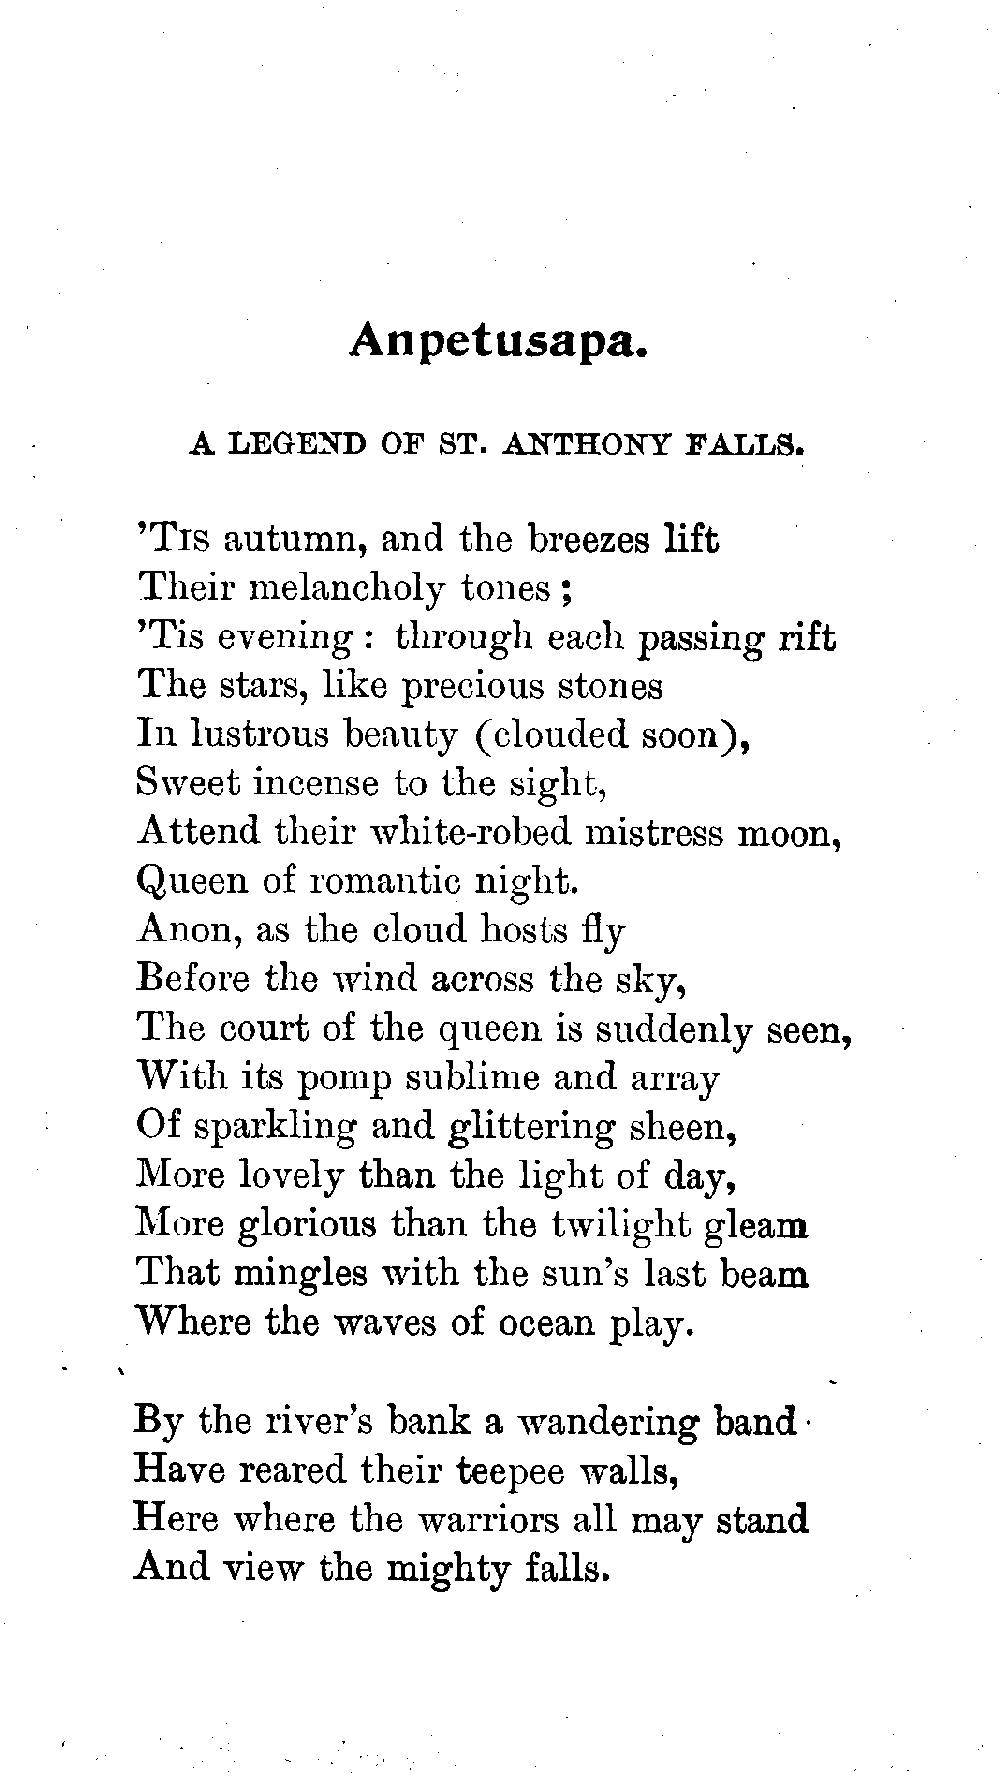 Anpetusapa.
A LEGEND OF ST. ANTHONY FALLS.
'TIS autumn, and the breezes lift
Their melancholy tones ;
'Tis evening : through each passing rift
The stars, like precious stones
In lustrous beauty (clouded soon),
Sweet incense to the sight,
Attend their white-robed mistress moon,
Queen of romantic night.
Anon, as the cloud hosts fly
Before the wind across the sky,
The court of the queen is suddenly seen,
With its pomp sublime and array
Of sparkling and glittering sheen,
More lovely than the light of day,
More glorious than the twilight gleam
That mingles with the sun's last beam
Where the waves of ocean play.
By the river's bank a wandering band
Have reared their teepee walls,
Here where the warriors all may stand
And view the mighty falls.